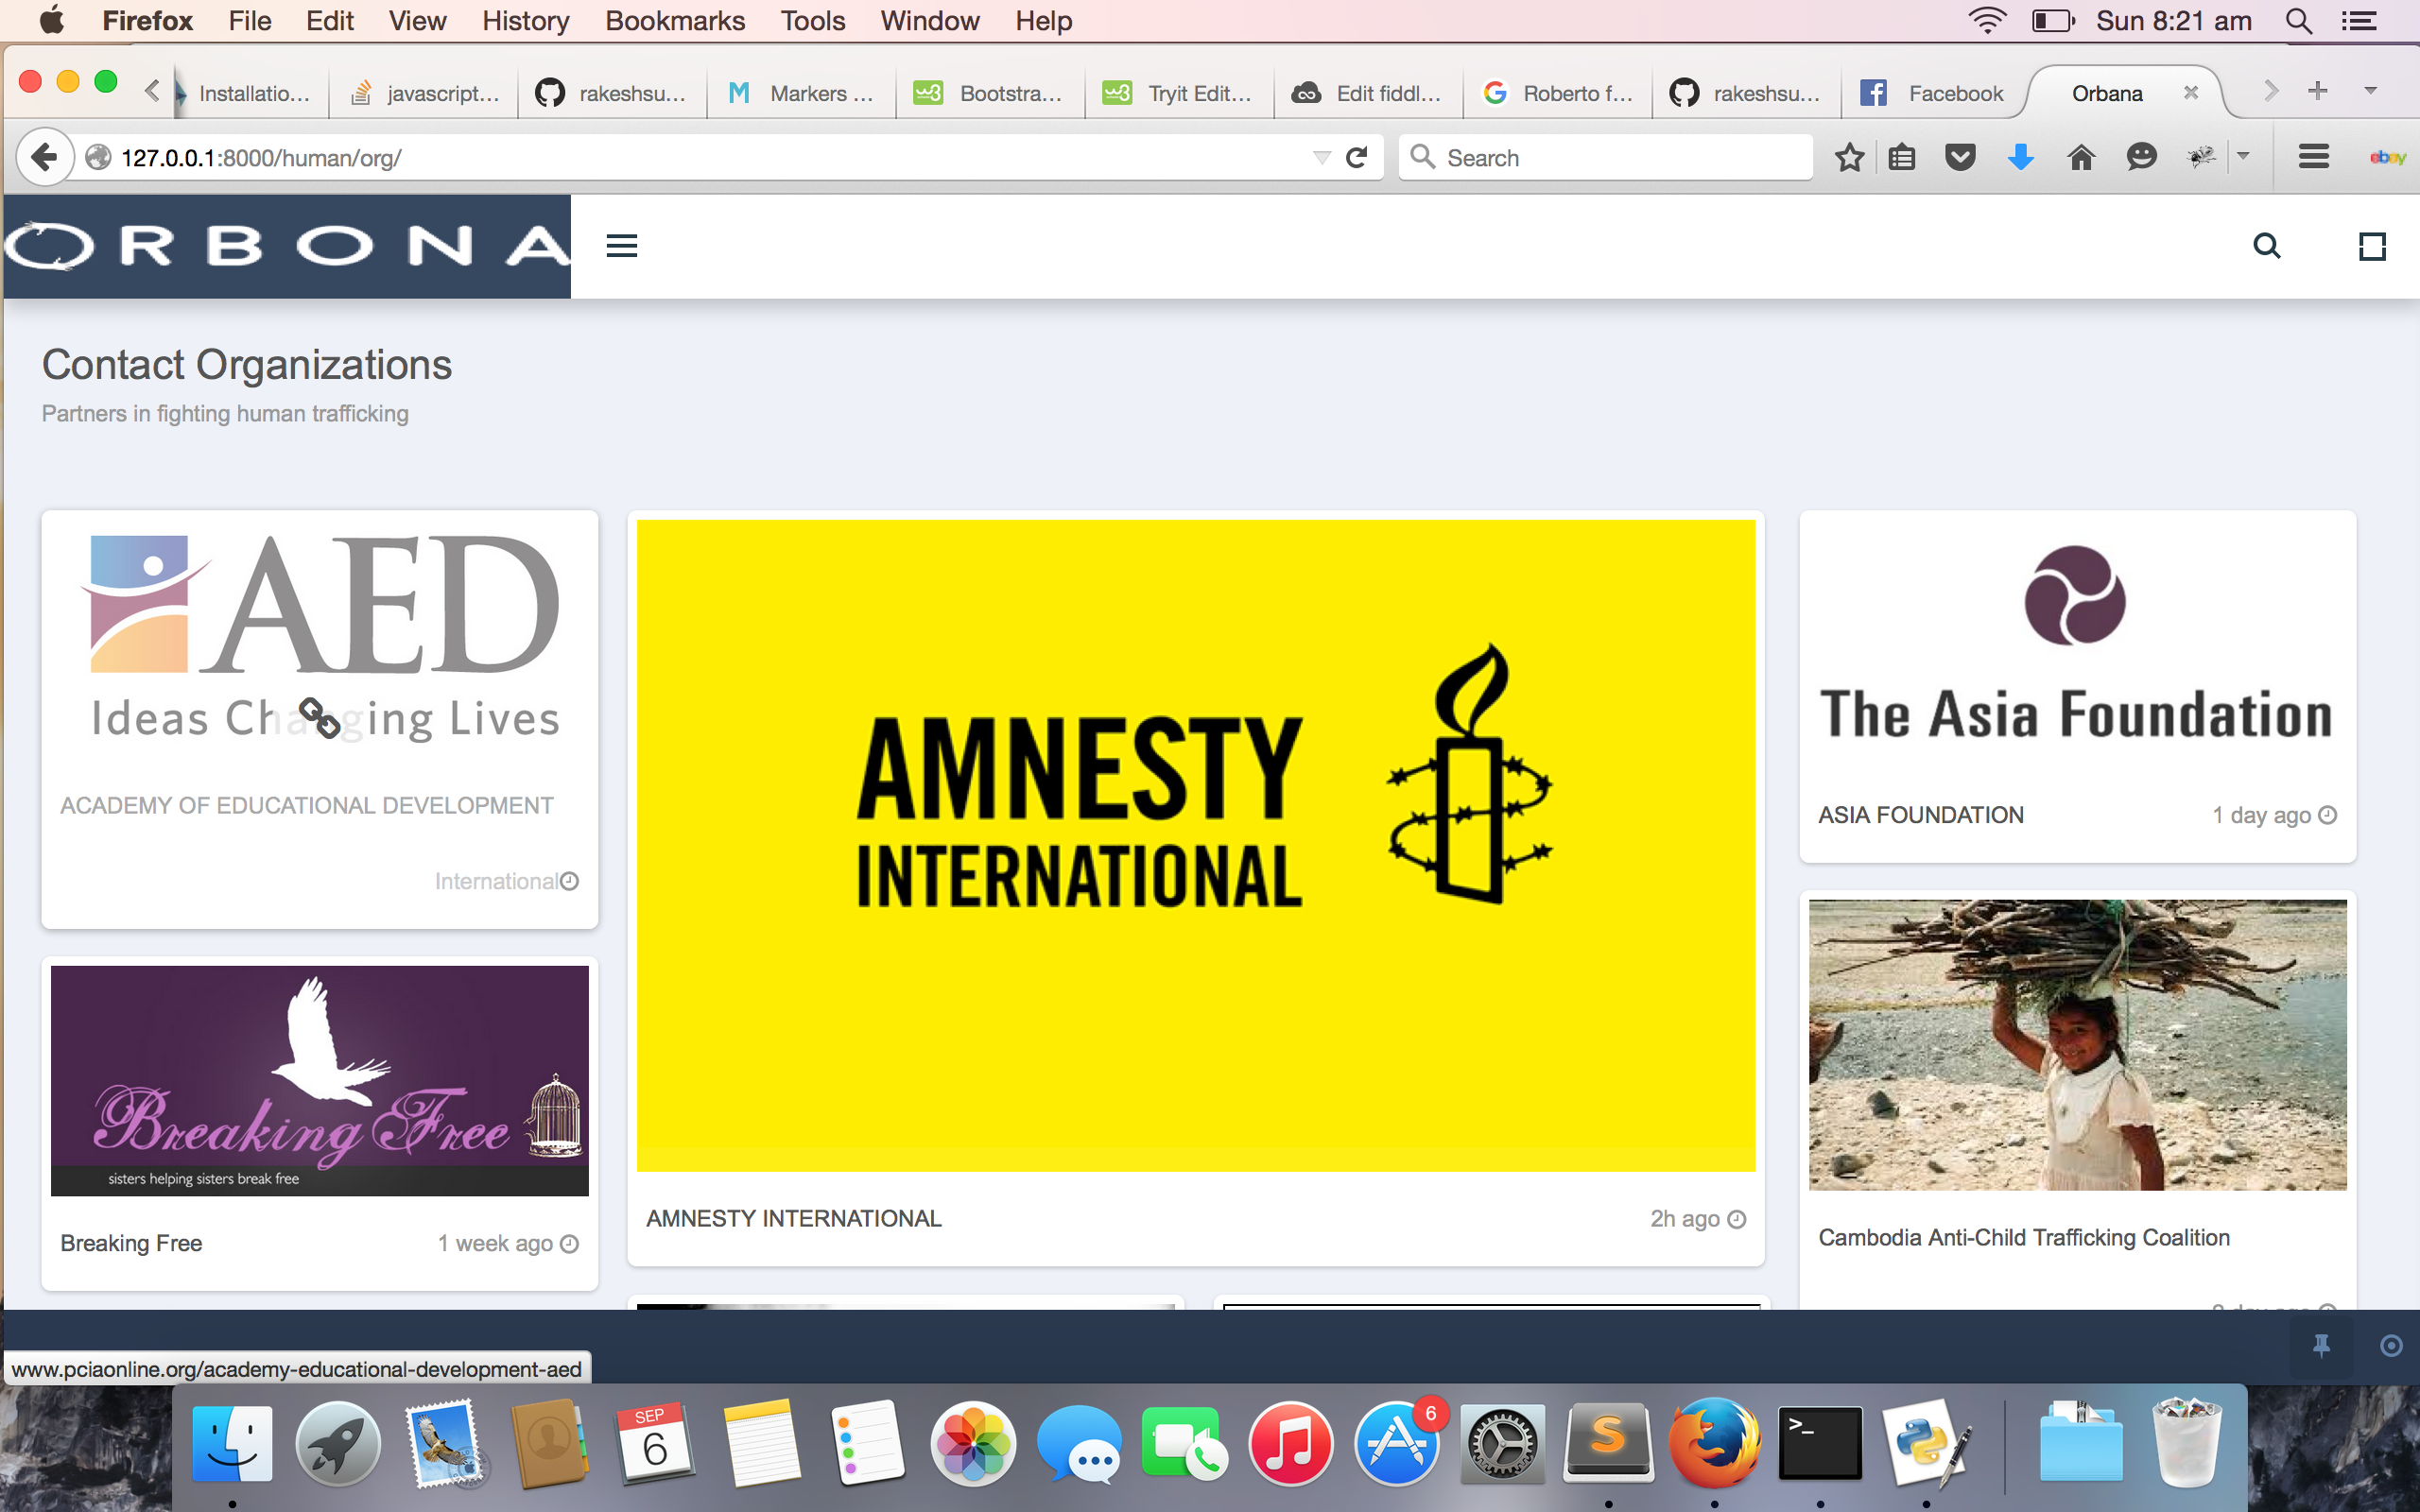 Firefox File Edit View History Bookmarks Tools Window Help Sun 8:21 am
Installatio... javascript... rakeshsu... Markers ... Bootstra... Tryit Edit... Edit fiddl... Roberto f... rakeshsu... Facebook Orbana
127.0.0.1:8000/human/org/ Search ebay
ORBONA
Contact Organizations
Partners in fighting human trafficking
AED
Ideas Changing Lives
ACADEMY OF EDUCATIONAL DEVELOPMENT
International
Breaking Free
sisters helping sisters break free
Breaking Free 1 week ago
AMNESTY
INTERNATIONAL
AMNESTY INTERNATIONAL 2h ago
The Asia Foundation
ASIA FOUNDATION 1 day ago
Cambodia Anti-Child Trafficking Coalition
www.pciaonline.org/academy-educational-development-aed
SEP
6
6